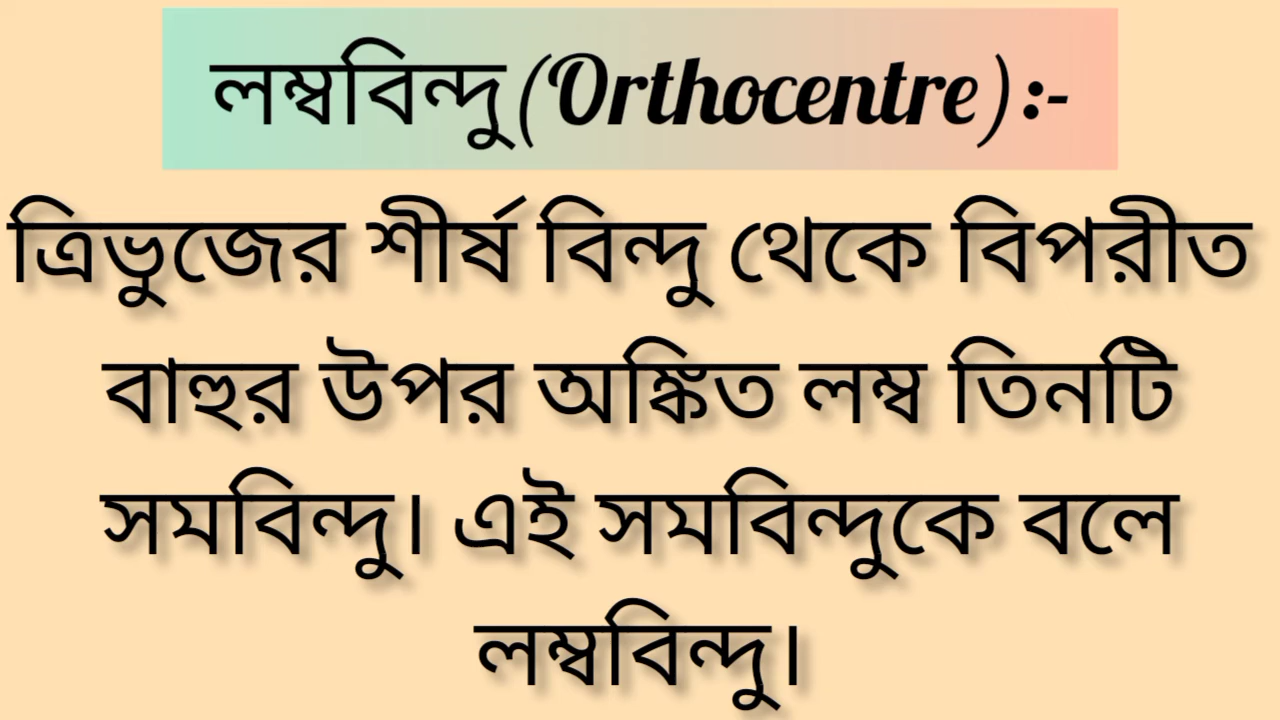 লম্ববিন্দু (Orthocentre) :-
ত্রিভুজের শীর্ষ বিন্দু থেকে বিপরীত
বাহুর উপর অঙ্কিত লম্ব তিনটি
সমবিন্দু। এই সমবিন্দুকে বলে
লম্ববিন্দু।